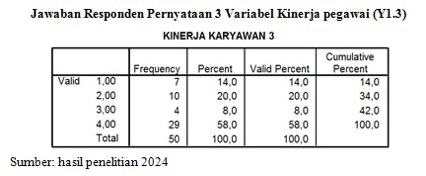 Jawaban Responden Pernyataan 3 Variabel Kinerja pegawai (Y1.3)
KINERJA KARYAWAN 3
Frequency Percent Valid Percent Cumulative Percent
Valid 1,00 7 14,0 14,0 14,0
2,00 10 20,0 20,0 34,0
3,00 4 8,0 8,0 42,0
4,00 29 58,0 58,0 100,0
Total 50 100,0 100,0
Sumber: hasil penelitian 2024